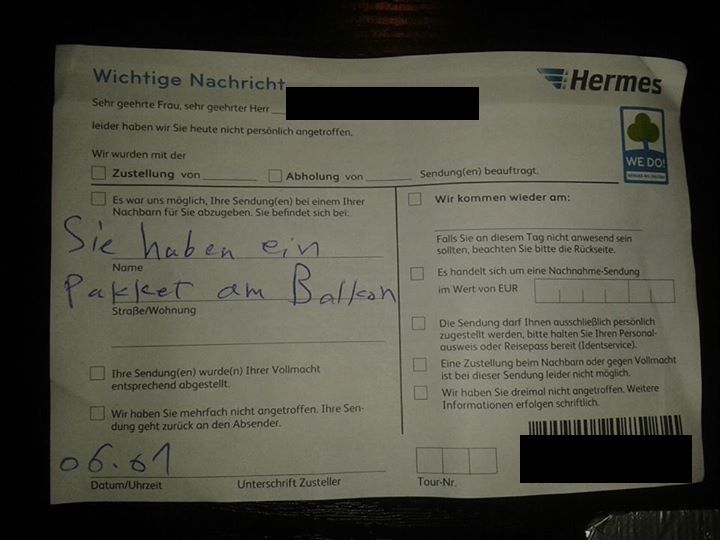 Wichtige Nachricht
Hermes
Sehr geehrte Frau, sehr geehrter Herr
leider haben wir Sie heute nicht persönlich angetroffen.
WE DO!
Wir wurden mit der
Zustellung von Abholung von Sendung(en) beauftragt.
Es war uns möglich, Ihre Sendung(en) bei einem Ihrer
Nachbarn für Sie abzugeben. Sie befindet sich bei:
Sie haben ein
Name
Pakket am Balkon
Straße/Wohnung
Ihre Sendung(en) wurde(n) Ihrer Vollmacht
entsprechend abgestellt.
Wir haben Sie mehrfach nicht angetroffen. Ihre Sen-
dung geht zurück an den Absender.
06.01
Datum/Uhrzeit Unterschrift Zusteller
Wir kommen wieder am:
Falls Sie an diesem Tag nicht anwesend sein
sollten, beachten Sie bitte die Rückseite.
Es handelt sich um eine Nachnahme-Sendung
im Wert von EUR
Die Sendung darf Ihnen ausschließlich persönlich
zugestellt werden, bitte halten Sie Ihren Personal-
ausweis oder Reisepass bereit (Identservice).
Eine Zustellung beim Nachbarn oder gegen Vollmacht
ist bei dieser Sendung leider nicht möglich.
Wir haben Sie dreimal nicht angetroffen. Weitere
Informationen erfolgen schriftlich.
Tour-Nr.